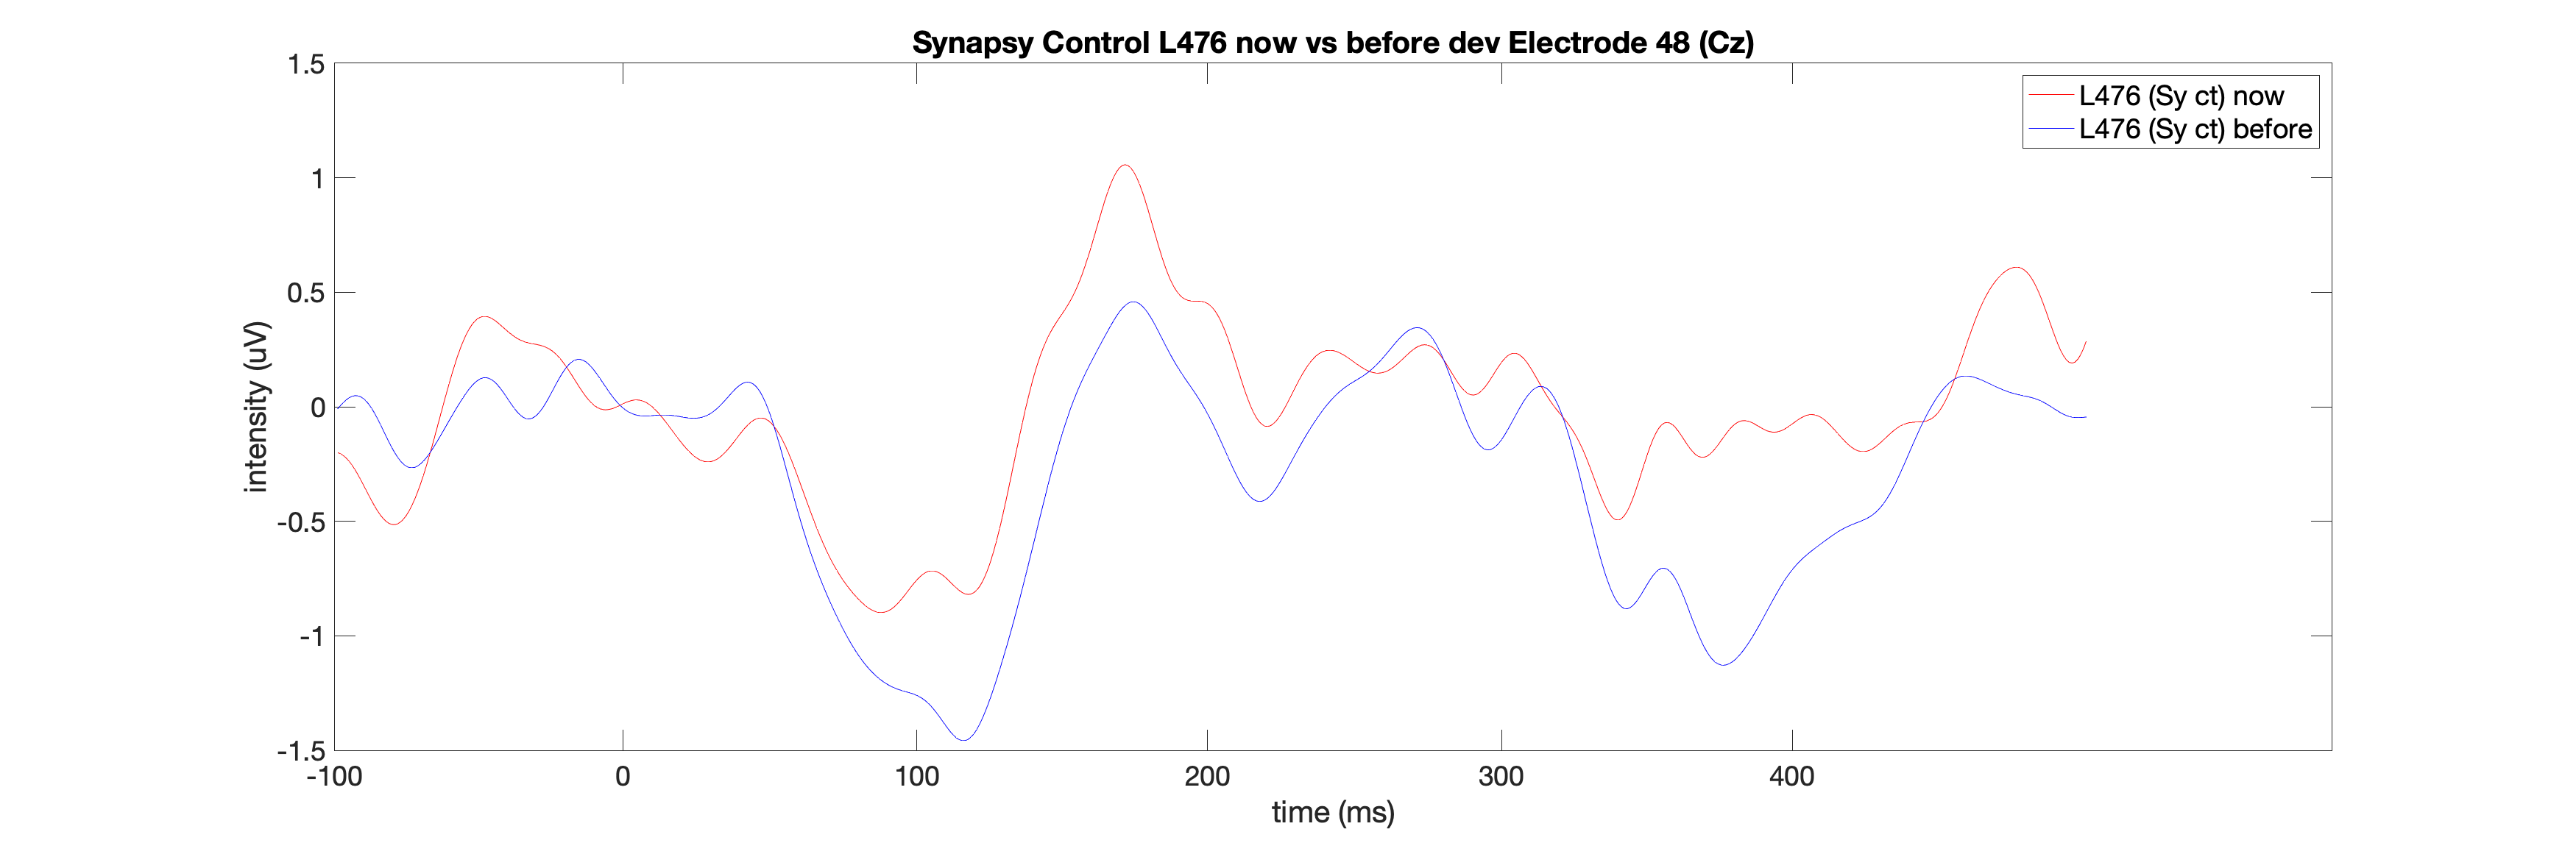 Synapsy Control L476 now vs before dev Electrode 48 (Cz)
L476 (Sy ct) now
L476 (Sy ct) before
intensity (uV)
1.5
1
0.5
0
-0.5
-1
-1.5
-100 0 100 200 300 400
time (ms)